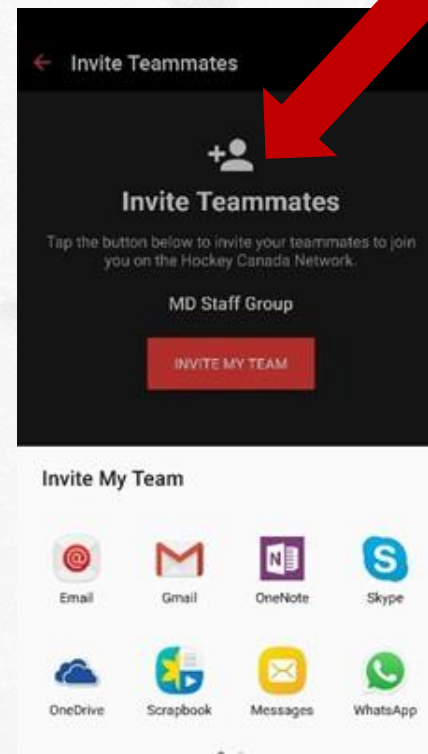 Invite Teammates
Invite Teammates
Tap the button below to invite your teammates to join
you on the Hockey Canada Network.
MD Staff Group
INVITE MY TEAM
Invite My Team
Email Gmail OneNote Skype
OneDrive Scrapbook Messages WhatsApp